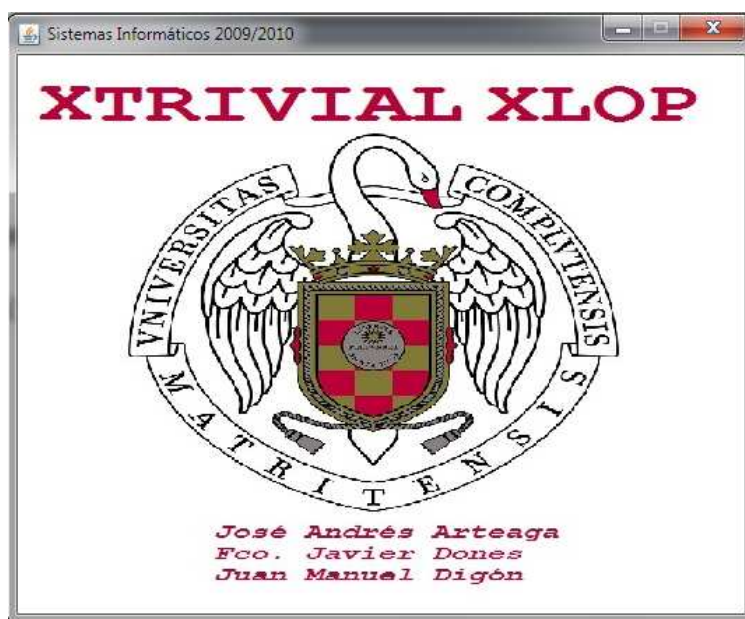 Sistemas Informáticos 2009/2010
XTRIVIAL XLOP
VNIVERSITAS
COMPLVTENSIS
MATRITENSIS
José Andrés Arteaga
Fco. Javier Dones
Juan Manuel Digón